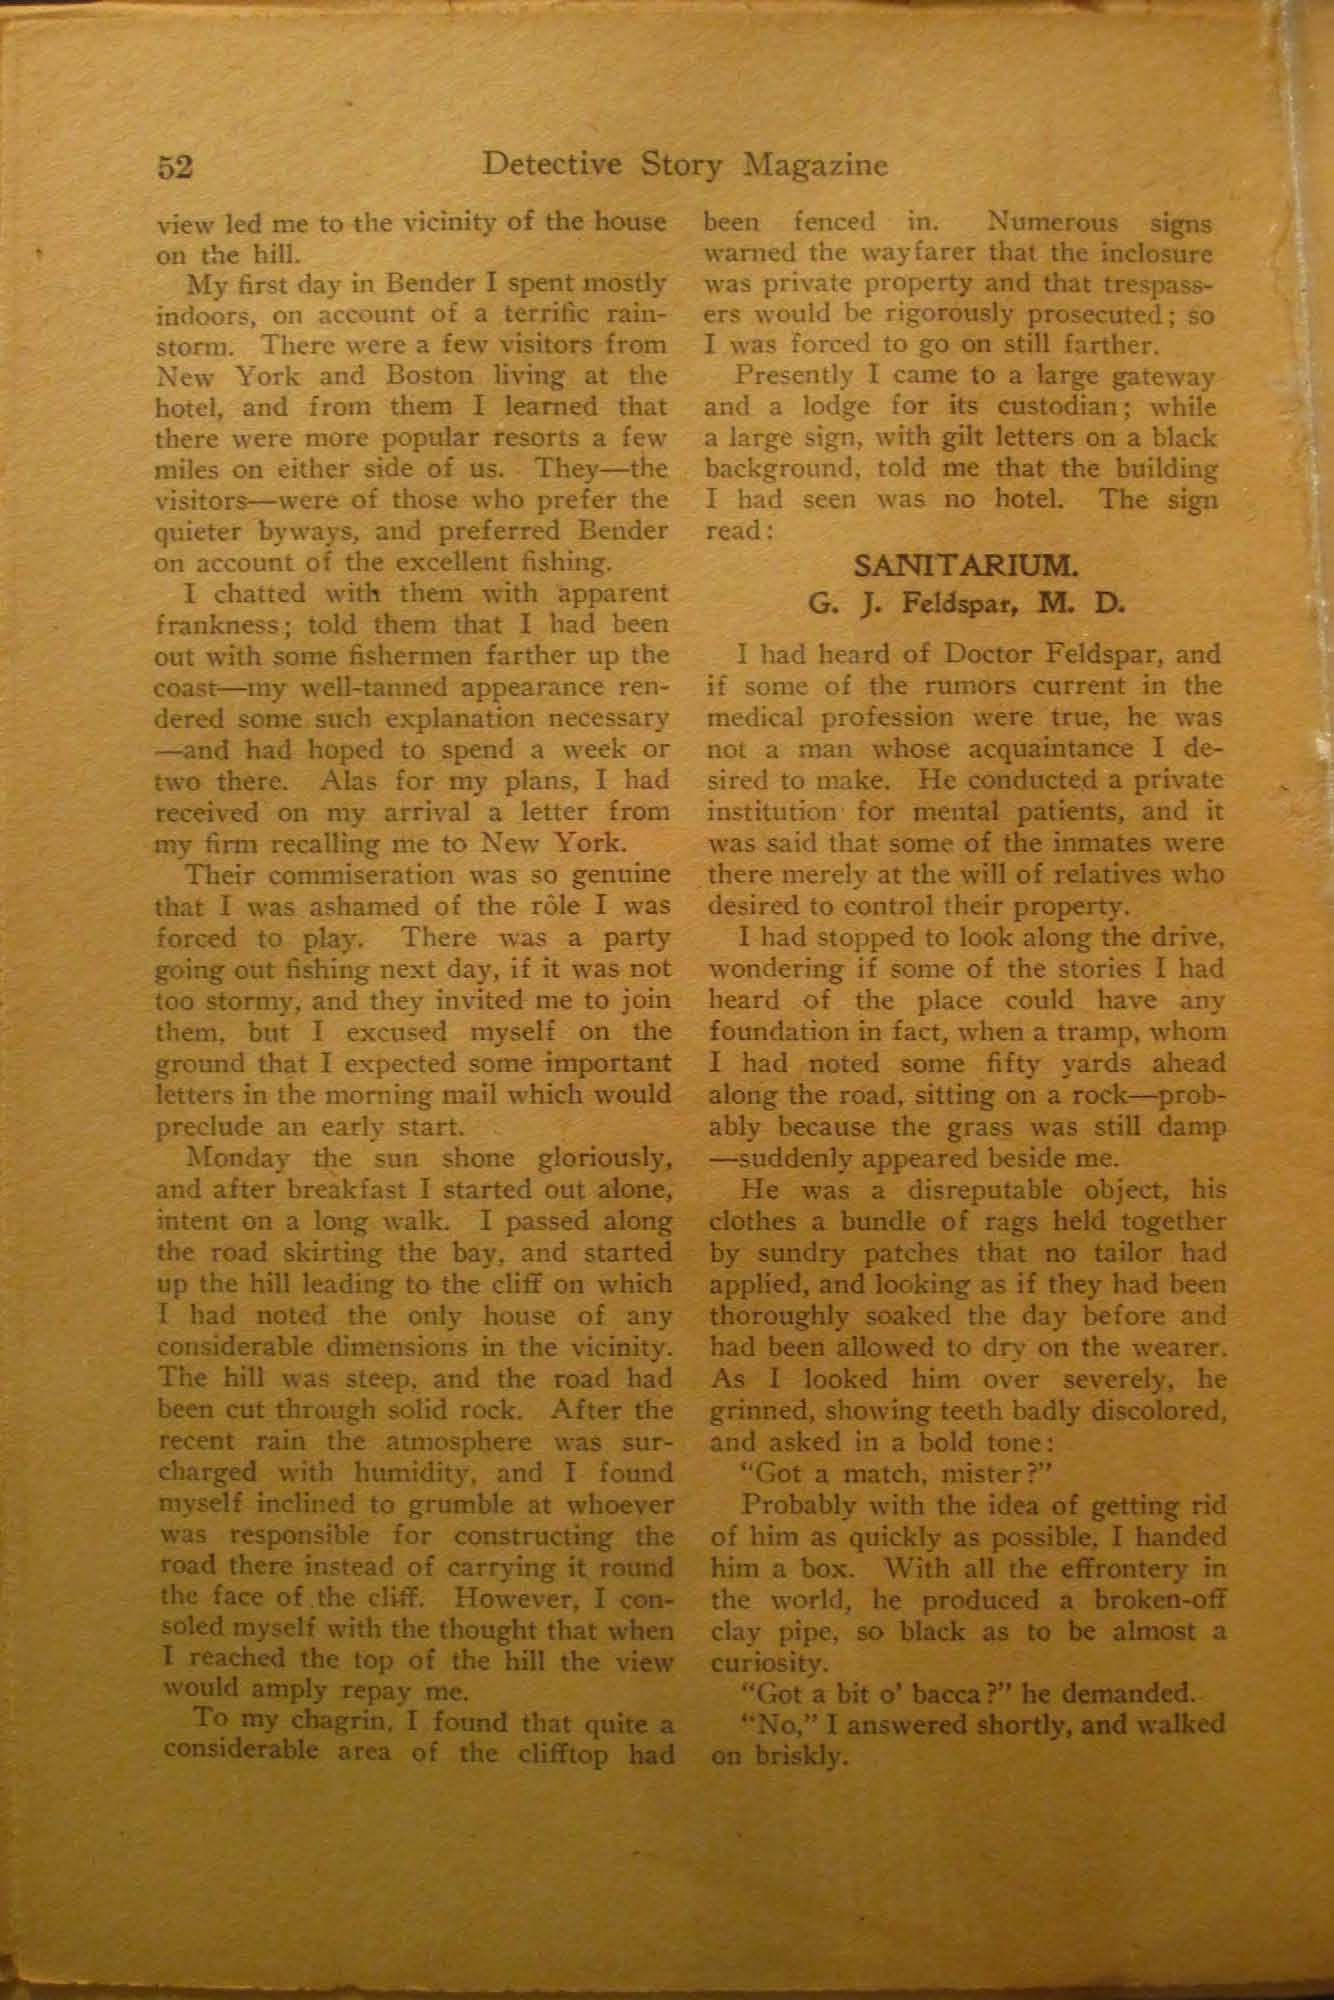 52
Detective Story Magazine
view led me to the vicinity of the house
on the hill.
My first day in Bender I spent mostly
indoors, on account of a terrific rain-
storm. There were a few visitors from
New York and Boston living at the
hotel, and from them I learned that
there were more popular resorts a few
miles on either side of us. They—the
visitors—were of those who prefer the
quieter byways, and preferred Bender
on account of the excellent fishing.
I chatted with them with apparent
frankness; told them that I had been
out with some fishermen farther up the
coast—my well-tanned appearance ren-
dered some such explanation necessary
—and had hoped to spend a week or
two there. Alas for my plans, I had
received on my arrival a letter from
my firm recalling me to New York.
Their commiseration was so genuine
that I was ashamed of the rôle I was
forced to play. There was a party
going out fishing next day, if it was not
too stormy, and they invited me to join
them, but I excused myself on the
ground that I expected some important
letters in the morning mail which would
preclude an early start.
Monday the sun shone gloriously,
and after breakfast I started out alone,
intent on a long walk. I passed along
the road skirting the bay, and started
up the hill leading to the cliff on which
I had noted the only house of any
considerable dimensions in the vicinity.
The hill was steep, and the road had
been cut through solid rock. After the
recent rain the atmosphere was sur-
charged with humidity, and I found
myself inclined to grumble at whoever
was responsible for constructing the
road there instead of carrying it round
the face of the cliff. However, I con-
soled myself with the thought that when
I reached the top of the hill the view
would amply repay me.
To my chagrin, I found that quite a
considerable area of the clifftop had
been fenced in. Numerous signs
warned the wayfarer that the inclosure
was private property and that trespass-
ers would be rigorously prosecuted; so
I was forced to go on still farther.
Presently I came to a large gateway
and a lodge for its custodian; while
a large sign, with gilt letters on a black
background, told me that the building
I had seen was no hotel. The sign
read:
SANITARIUM.
G. J. Feldspar, M. D.
I had heard of Doctor Feldspar, and
if some of the rumors current in the
medical profession were true, he was
not a man whose acquaintance I de-
sired to make. He conducted a private
institution for mental patients, and it
was said that some of the inmates were
there merely at the will of relatives who
desired to control their property.
I had stopped to look along the drive,
wondering if some of the stories I had
heard of the place could have any
foundation in fact, when a tramp, whom
I had noted some fifty yards ahead
along the road, sitting on a rock—prob-
ably because the grass was still damp
—suddenly appeared beside me.
He was a disreputable object, his
clothes a bundle of rags held together
by sundry patches that no tailor had
applied, and looking as if they had been
thoroughly soaked the day before and
had been allowed to dry on the wearer.
As I looked him over severely, he
grinned, showing teeth badly discolored,
and asked in a bold tone:
"Got a match, mister?"
Probably with the idea of getting rid
of him as quickly as possible, I handed
him a box. With all the effrontery in
the world, he produced a broken-off
clay pipe, so black as to be almost a
curiosity.
"Got a bit o' bacca?" he demanded.
"No," I answered shortly, and walked
on briskly.